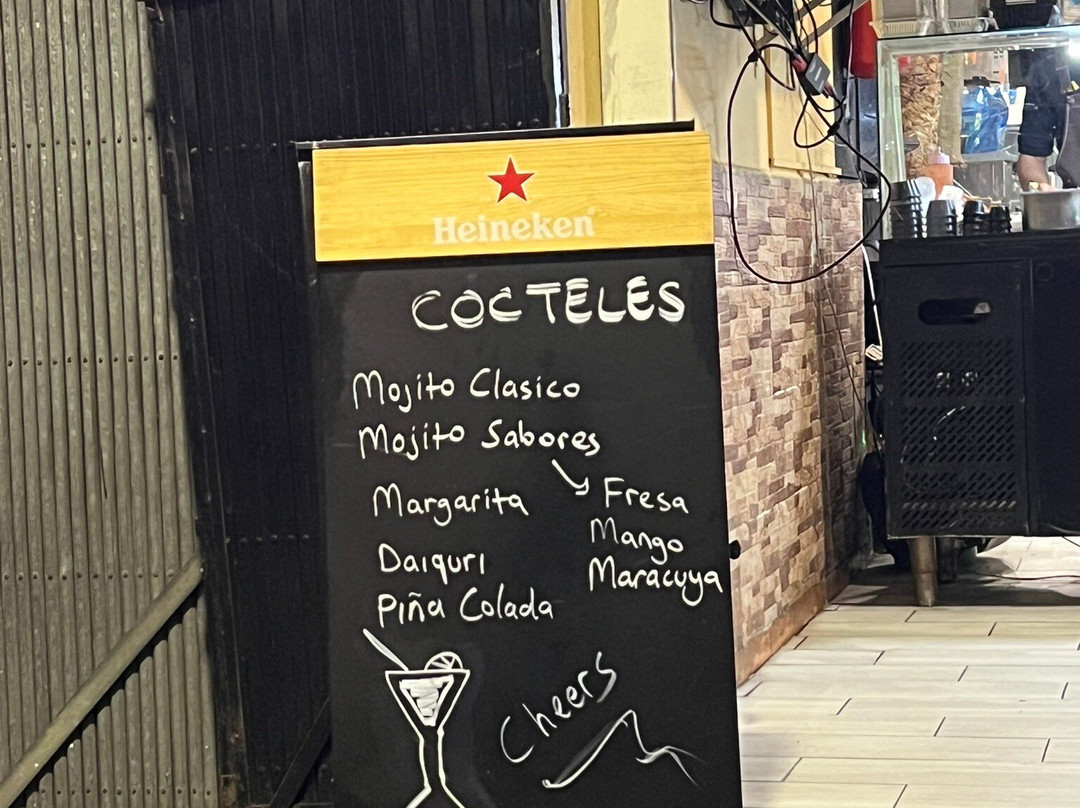 Heineken
COCTELES
Mojito Clasico
Mojito Sabores
Margarita
Fresa
Mango
Maracuya
Daiquri
Piña Colada
Cheers